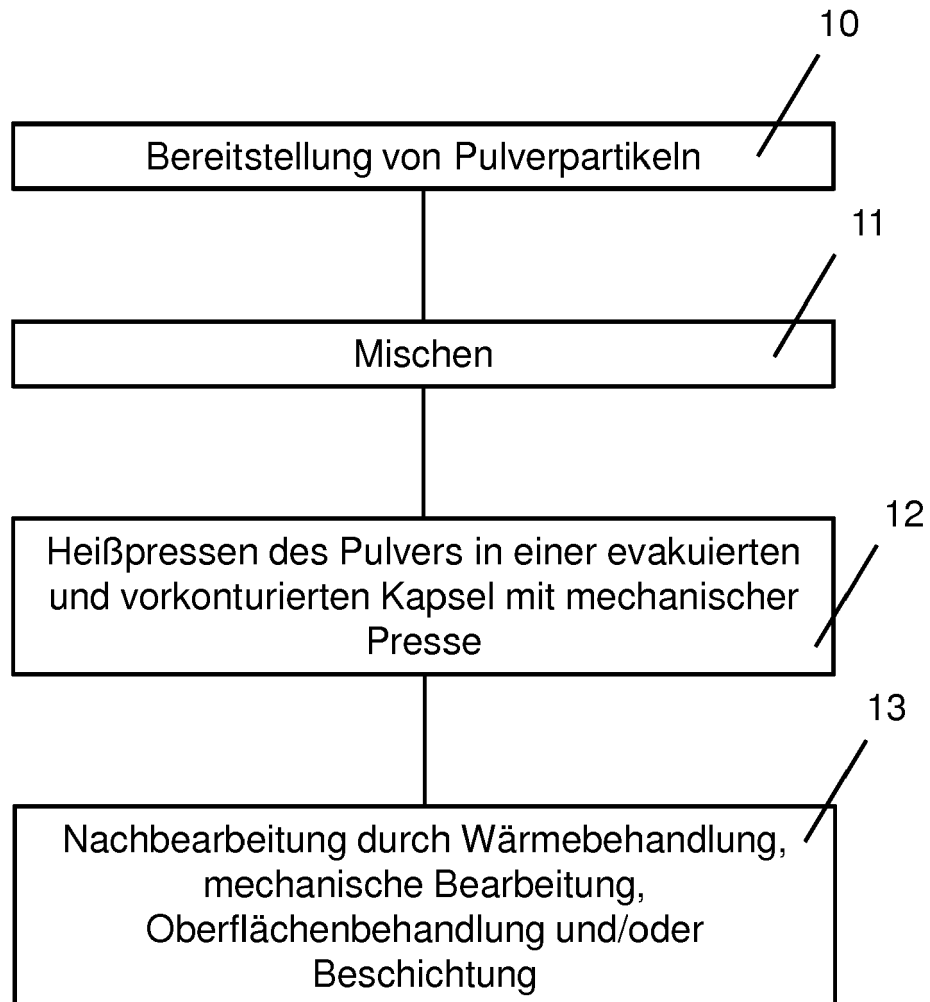 10
Bereitstellung von Pulverpartikeln
11
Mischen
12
Heißpressen des Pulvers in einer evakuierten
und vorkonturierten Kapsel mit mechanischer
Presse
13
Nachbearbeitung durch Wärmebehandlung,
mechanische Bearbeitung,
Oberflächenbehandlung und/oder
Beschichtung